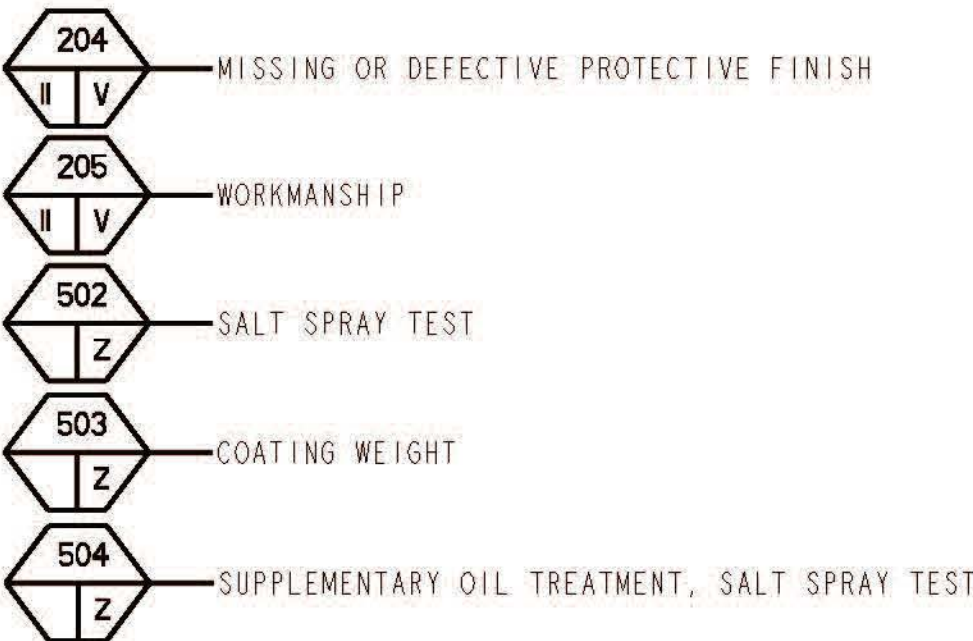 204
II V
MISSING OR DEFECTIVE PROTECTIVE FINISH
205
II V
WORKMANSHIP
502
Z
SALT SPRAY TEST
503
Z
COATING WEIGHT
504
Z
SUPPLEMENTARY OIL TREATMENT, SALT SPRAY TEST